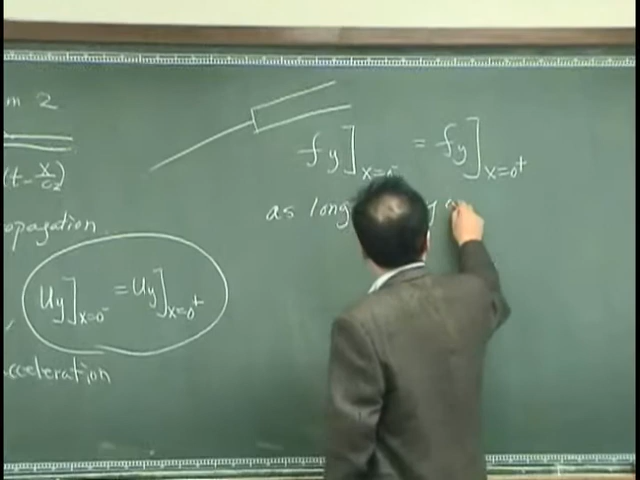 m 2
(t - x/c2)
opagation
uy]x=0⁻ = uy]x=0⁺
cceleration
fy]x=0⁻ = fy]x=0⁺
as long